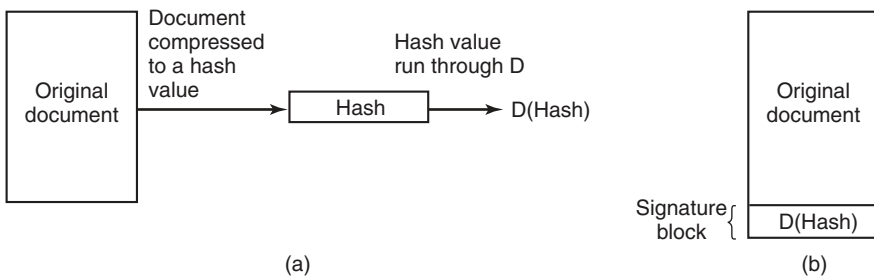 Original
document
Document
compressed
to a hash
value
Hash
Hash value
run through D
D(Hash)
(a)
Original
document
Signature
block
D(Hash)
(b)